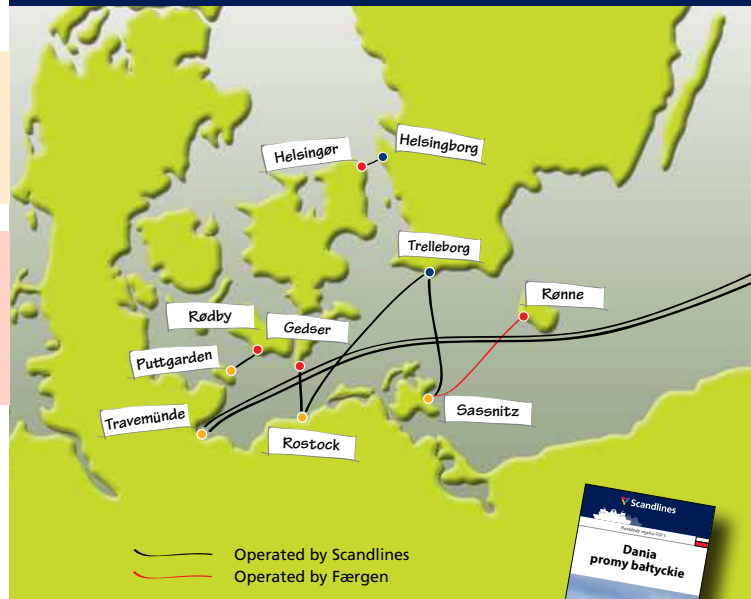 Helsingør
Helsingborg
Trelleborg
Rønne
Rødby
Gedser
Puttgarden
Travemünde
Sassnitz
Rostock
Operated by Scandlines
Operated by Færgen
Scandlines
Dania
promy bałtyckie